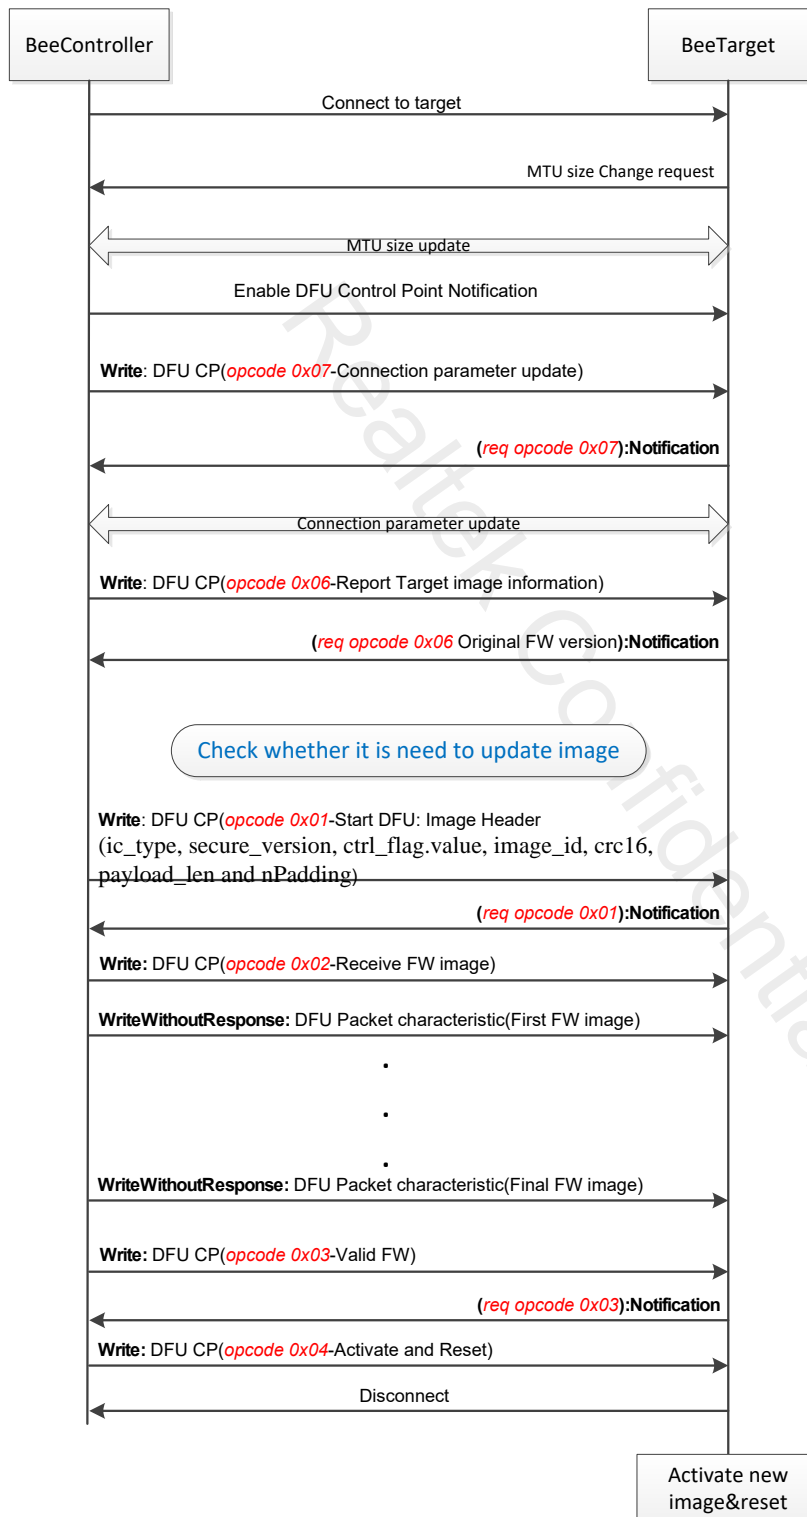 BeeController
BeeTarget
Connect to target
MTU size Change request
MTU size update
Enable DFU Control Point Notification
Write: DFU CP(opcode 0x07-Connection parameter update)
(req opcode 0x07):Notification
Connection parameter update
Write: DFU CP(opcode 0x06-Report Target image information)
(req opcode 0x06 Original FW version):Notification
Check whether it is need to update image
Write: DFU CP(opcode 0x01-Start DFU: Image Header
(ic_type, secure_version, ctrl_flag.value, image_id, crc16,
payload_len and nPadding)
(req opcode 0x01):Notification
Write: DFU CP(opcode 0x02-Receive FW image)
WriteWithoutResponse: DFU Packet characteristic(First FW image)
.
.
.
WriteWithoutResponse: DFU Packet characteristic(Final FW image)
Write: DFU CP(opcode 0x03-Valid FW)
(req opcode 0x03):Notification
Write: DFU CP(opcode 0x04-Activate and Reset)
Disconnect
Activate new
image&reset
Realtek Confidential